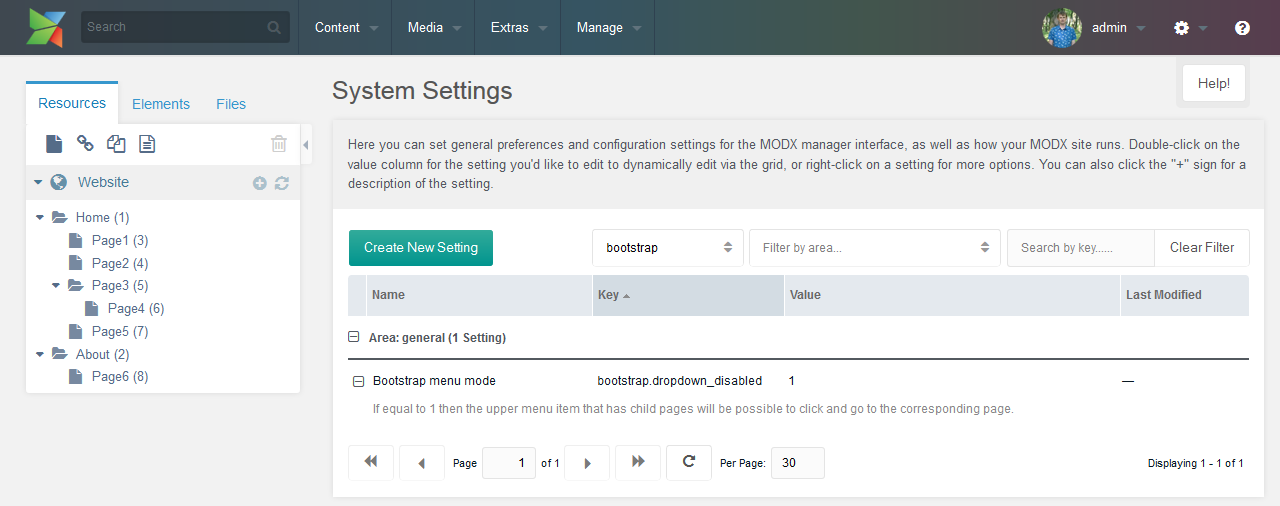 Search
Content
Media
Extras
Manage
admin
Resources
Elements
Files
Website
Home (1)
Page1 (3)
Page2 (4)
Page3 (5)
Page4 (6)
Page5 (7)
About (2)
Page6 (8)
System Settings
Help!
Here you can set general preferences and configuration settings for the MODX manager interface, as well as how your MODX site runs. Double-click on the
value column for the setting you'd like to edit to dynamically edit via the grid, or right-click on a setting for more options. You can also click the "+" sign for a
description of the setting.
Create New Setting
bootstrap
Filter by area...
Search by key......
Clear Filter
Name
Key
Value
Last Modified
Area: general (1 Setting)
Bootstrap menu mode
bootstrap.dropdown_disabled
1
—
If equal to 1 then the upper menu item that has child pages will be possible to click and go to the corresponding page.
Page
1
of 1
Per Page:
30
Displaying 1 - 1 of 1